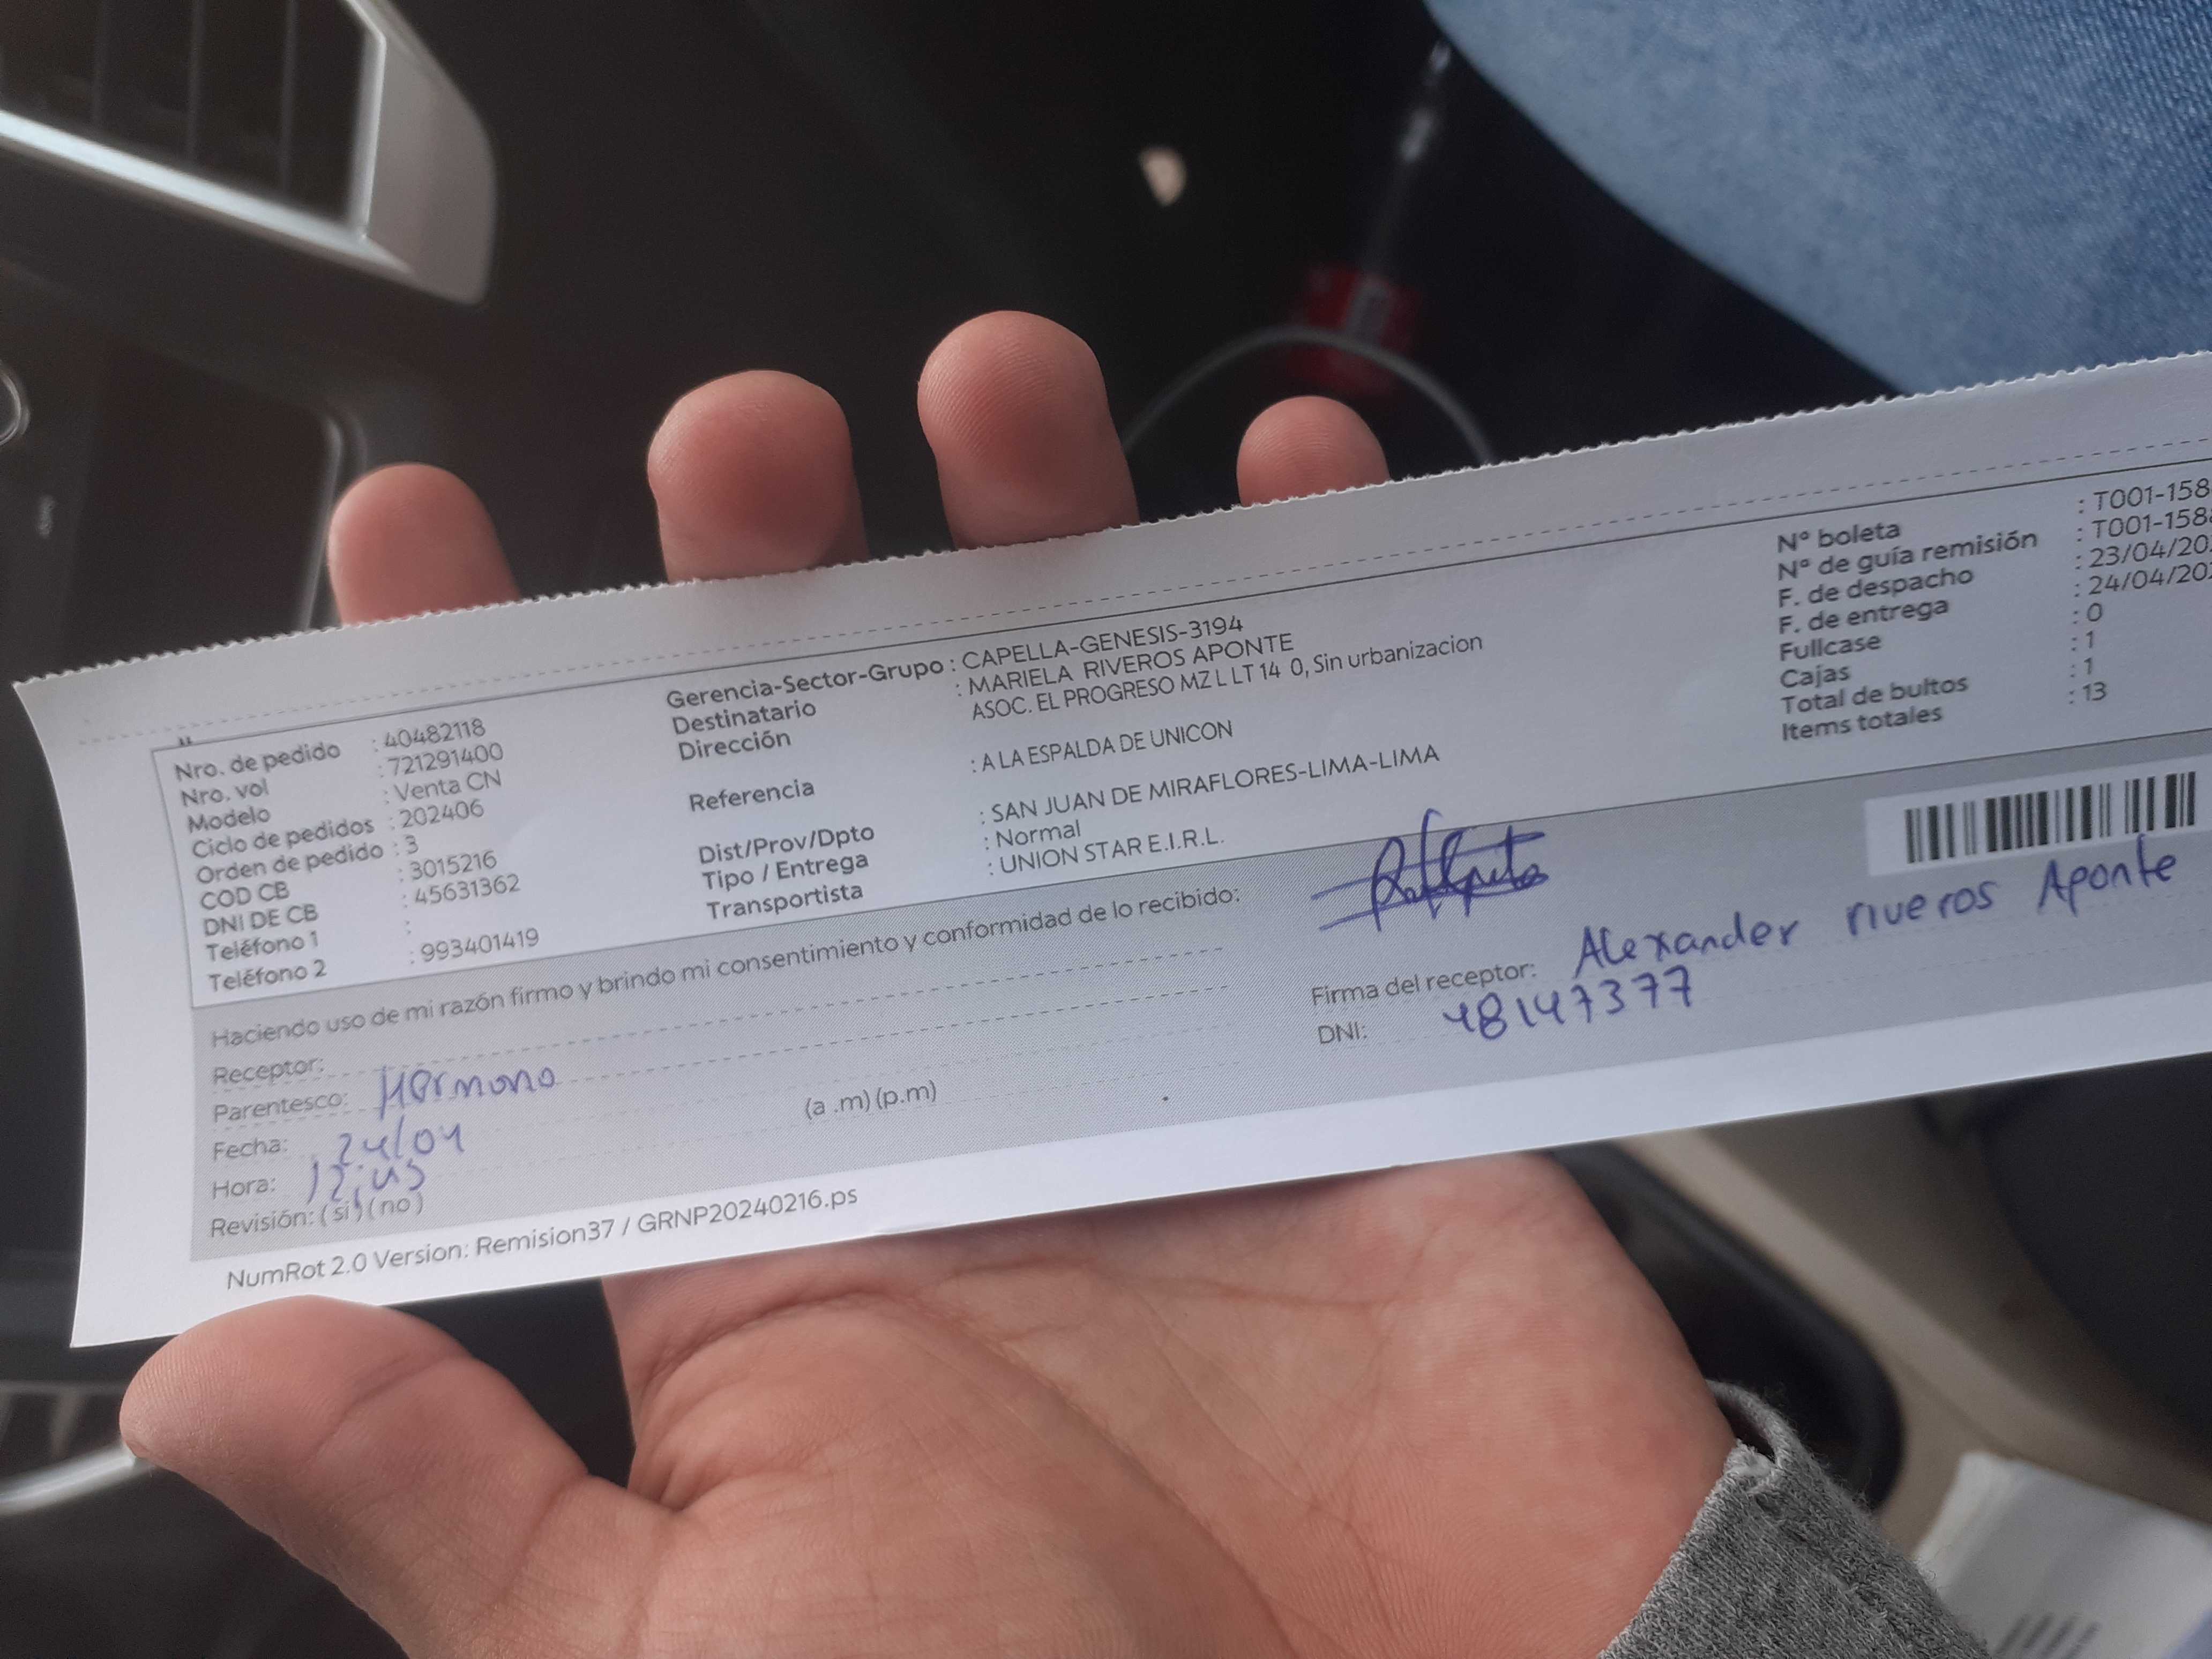 Nro. de pedido : 40482118
Nro. vol : 721291400
Modelo : Venta CN
Ciclo de pedidos : 202406
Orden de pedido : 3
COD CB : 3015216
DNI DE CB : 45631362
Teléfono 1 :
Teléfono 2 : 993401419
Gerencia-Sector-Grupo : CAPELLA-GENESIS-3194
Destinatario : MARIELA RIVEROS APONTE
Dirección ASOC. EL PROGRESO MZ L LT 14 0, Sin urbanizacion
Referencia : A LA ESPALDA DE UNICON
Dist/Prov/Dpto : SAN JUAN DE MIRAFLORES-LIMA-LIMA
Tipo / Entrega : Normal
Transportista : UNION STAR E.I.R.L.
Nº boleta : T001-158
Nº de guía remisión : T001-158
F. de despacho : 23/04/20
F. de entrega : 24/04/20
Fullcase : 0
Cajas : 1
Total de bultos : 1
Items totales : 13
Haciendo uso de mi razón firmo y brindo mi consentimiento y conformidad de lo recibido:
Receptor:
Parentesco: Hermano
Fecha: 24/04
Hora: 12:45 (a .m) (p.m)
Revisión: (si) (no)
Firma del receptor: Alexander riveros Aponte
DNI: 48147377
NumRot 2.0 Version: Remision37 / GRNP20240216.ps